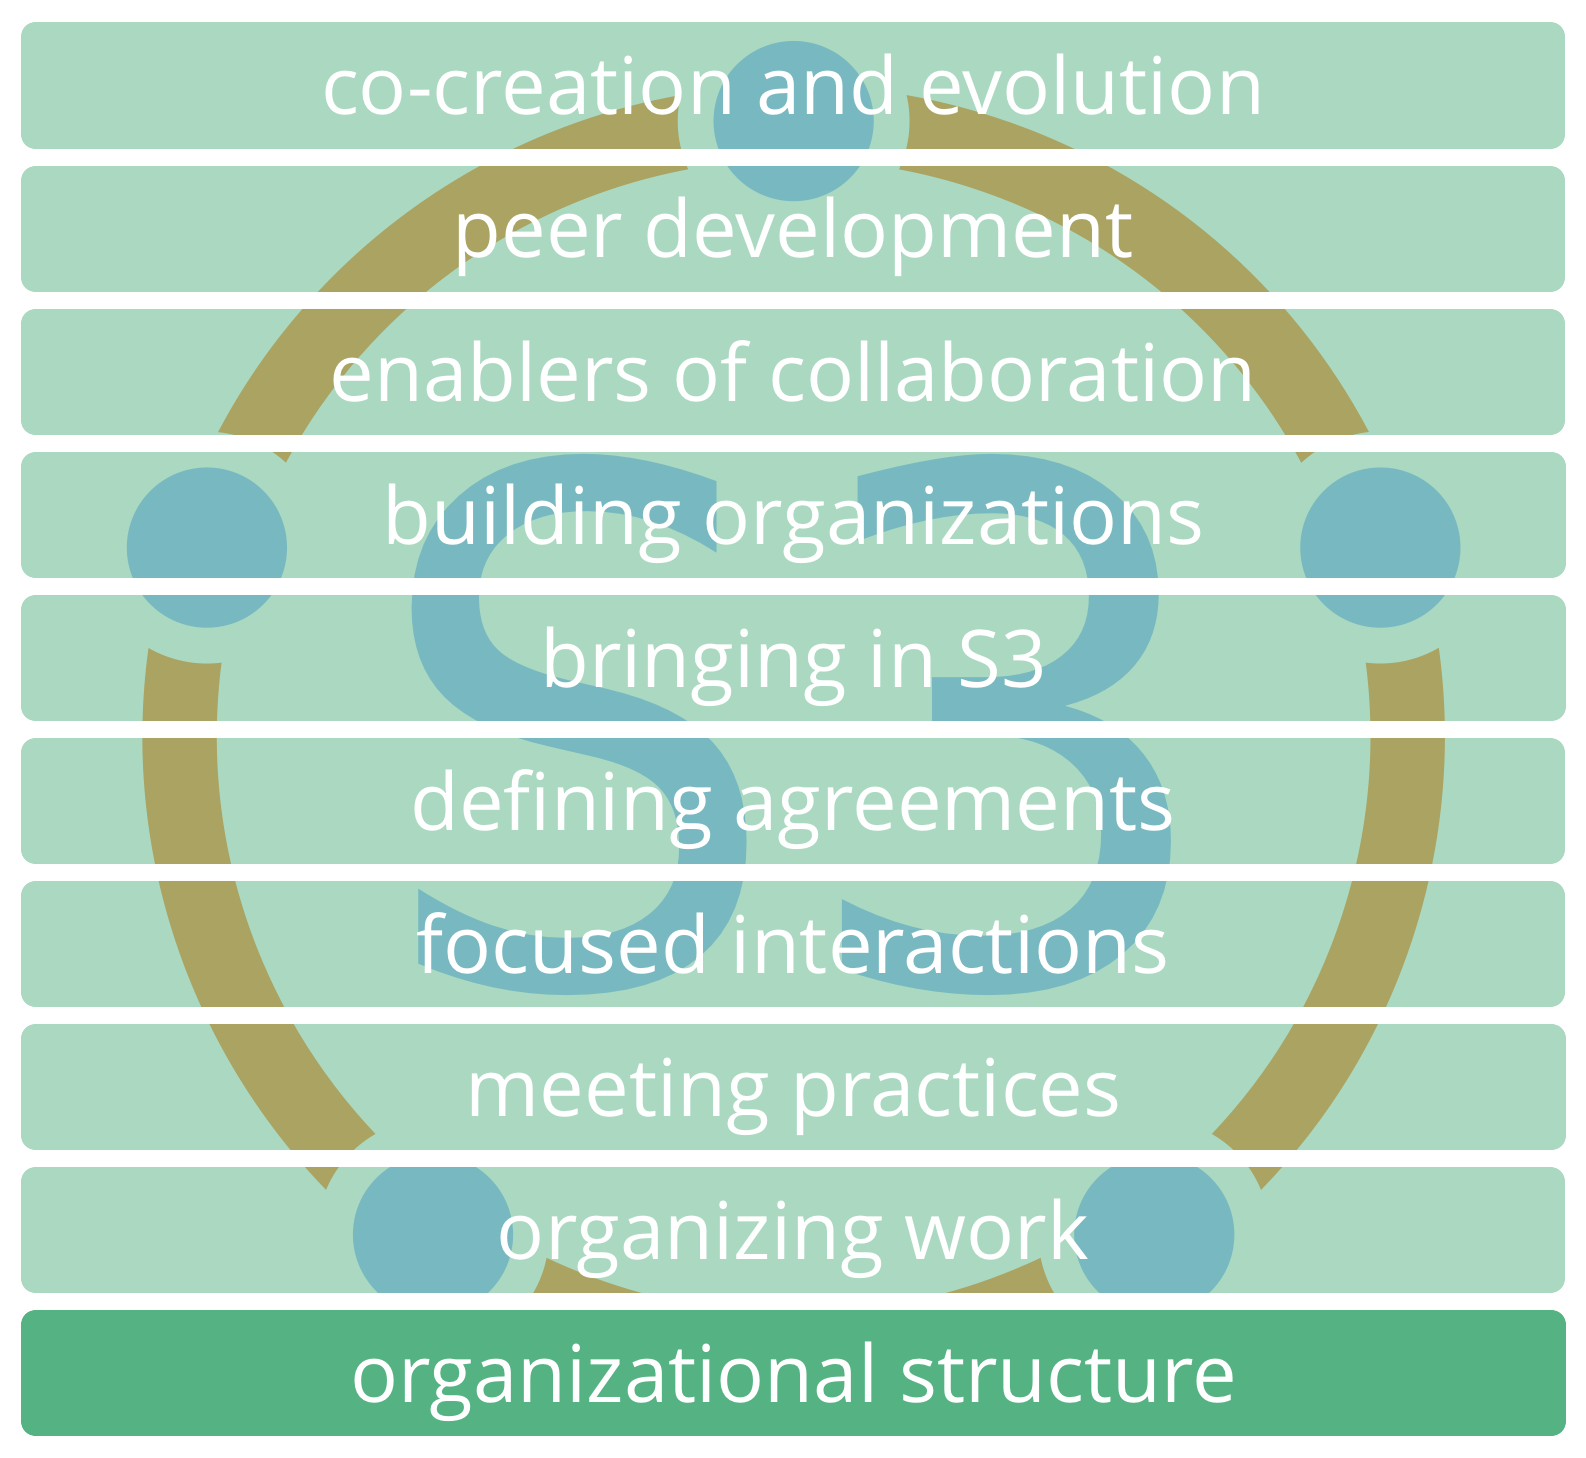 co-creation and evolution
peer development
enablers of collaboration
building organizations
bringing in S3
defining agreements
focused interactions
meeting practices
organizing work
organizational structure
S3